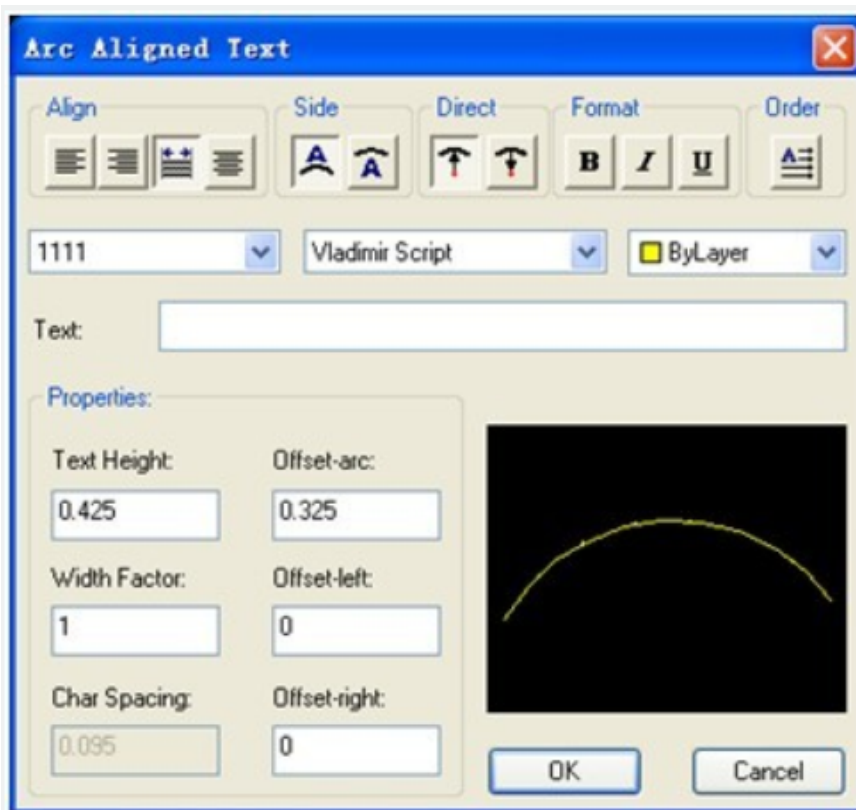 Arc Aligned Text
Align Side Direct Format Order
A A B I U A
1111 Vladimir Script ByLayer
Text:
Properties:
Text Height: Offset-arc:
0.425 0.325
Width Factor: Offset-left:
1 0
Char Spacing: Offset-right:
0.095 0
OK Cancel